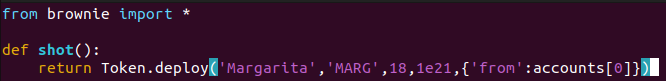 from brownie import *
def shot():
    return Token.deploy('Margarita','MARG',18,1e21,{'from':accounts[0]})